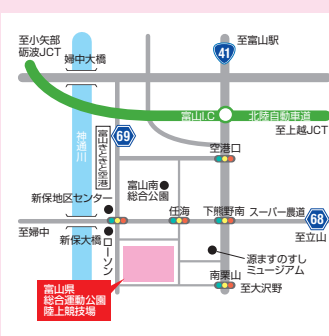 至小矢部
砺波JCT
婦中大橋
至富山駅
41
富山I.C
北陸自動車道
至上越JCT
神通川
富山きときと空港
69
空港口
富山南
総合公園
新保地区センター
任海
下熊野南
スーパー農道
68
至婦中
新保大橋
ローソン
至立山
源ますのすし
ミュージアム
富山県
総合運動公園
陸上競技場
南栗山
至大沢野